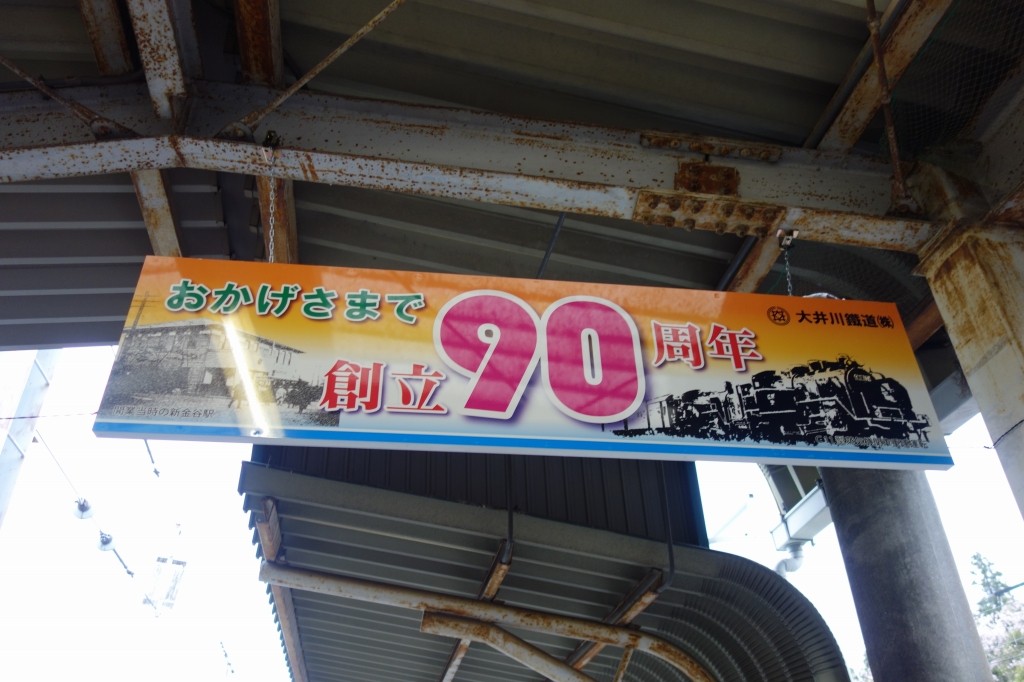 おかげさまで
創立90周年
大井川鐵道㈱
開業当時の新金谷駅